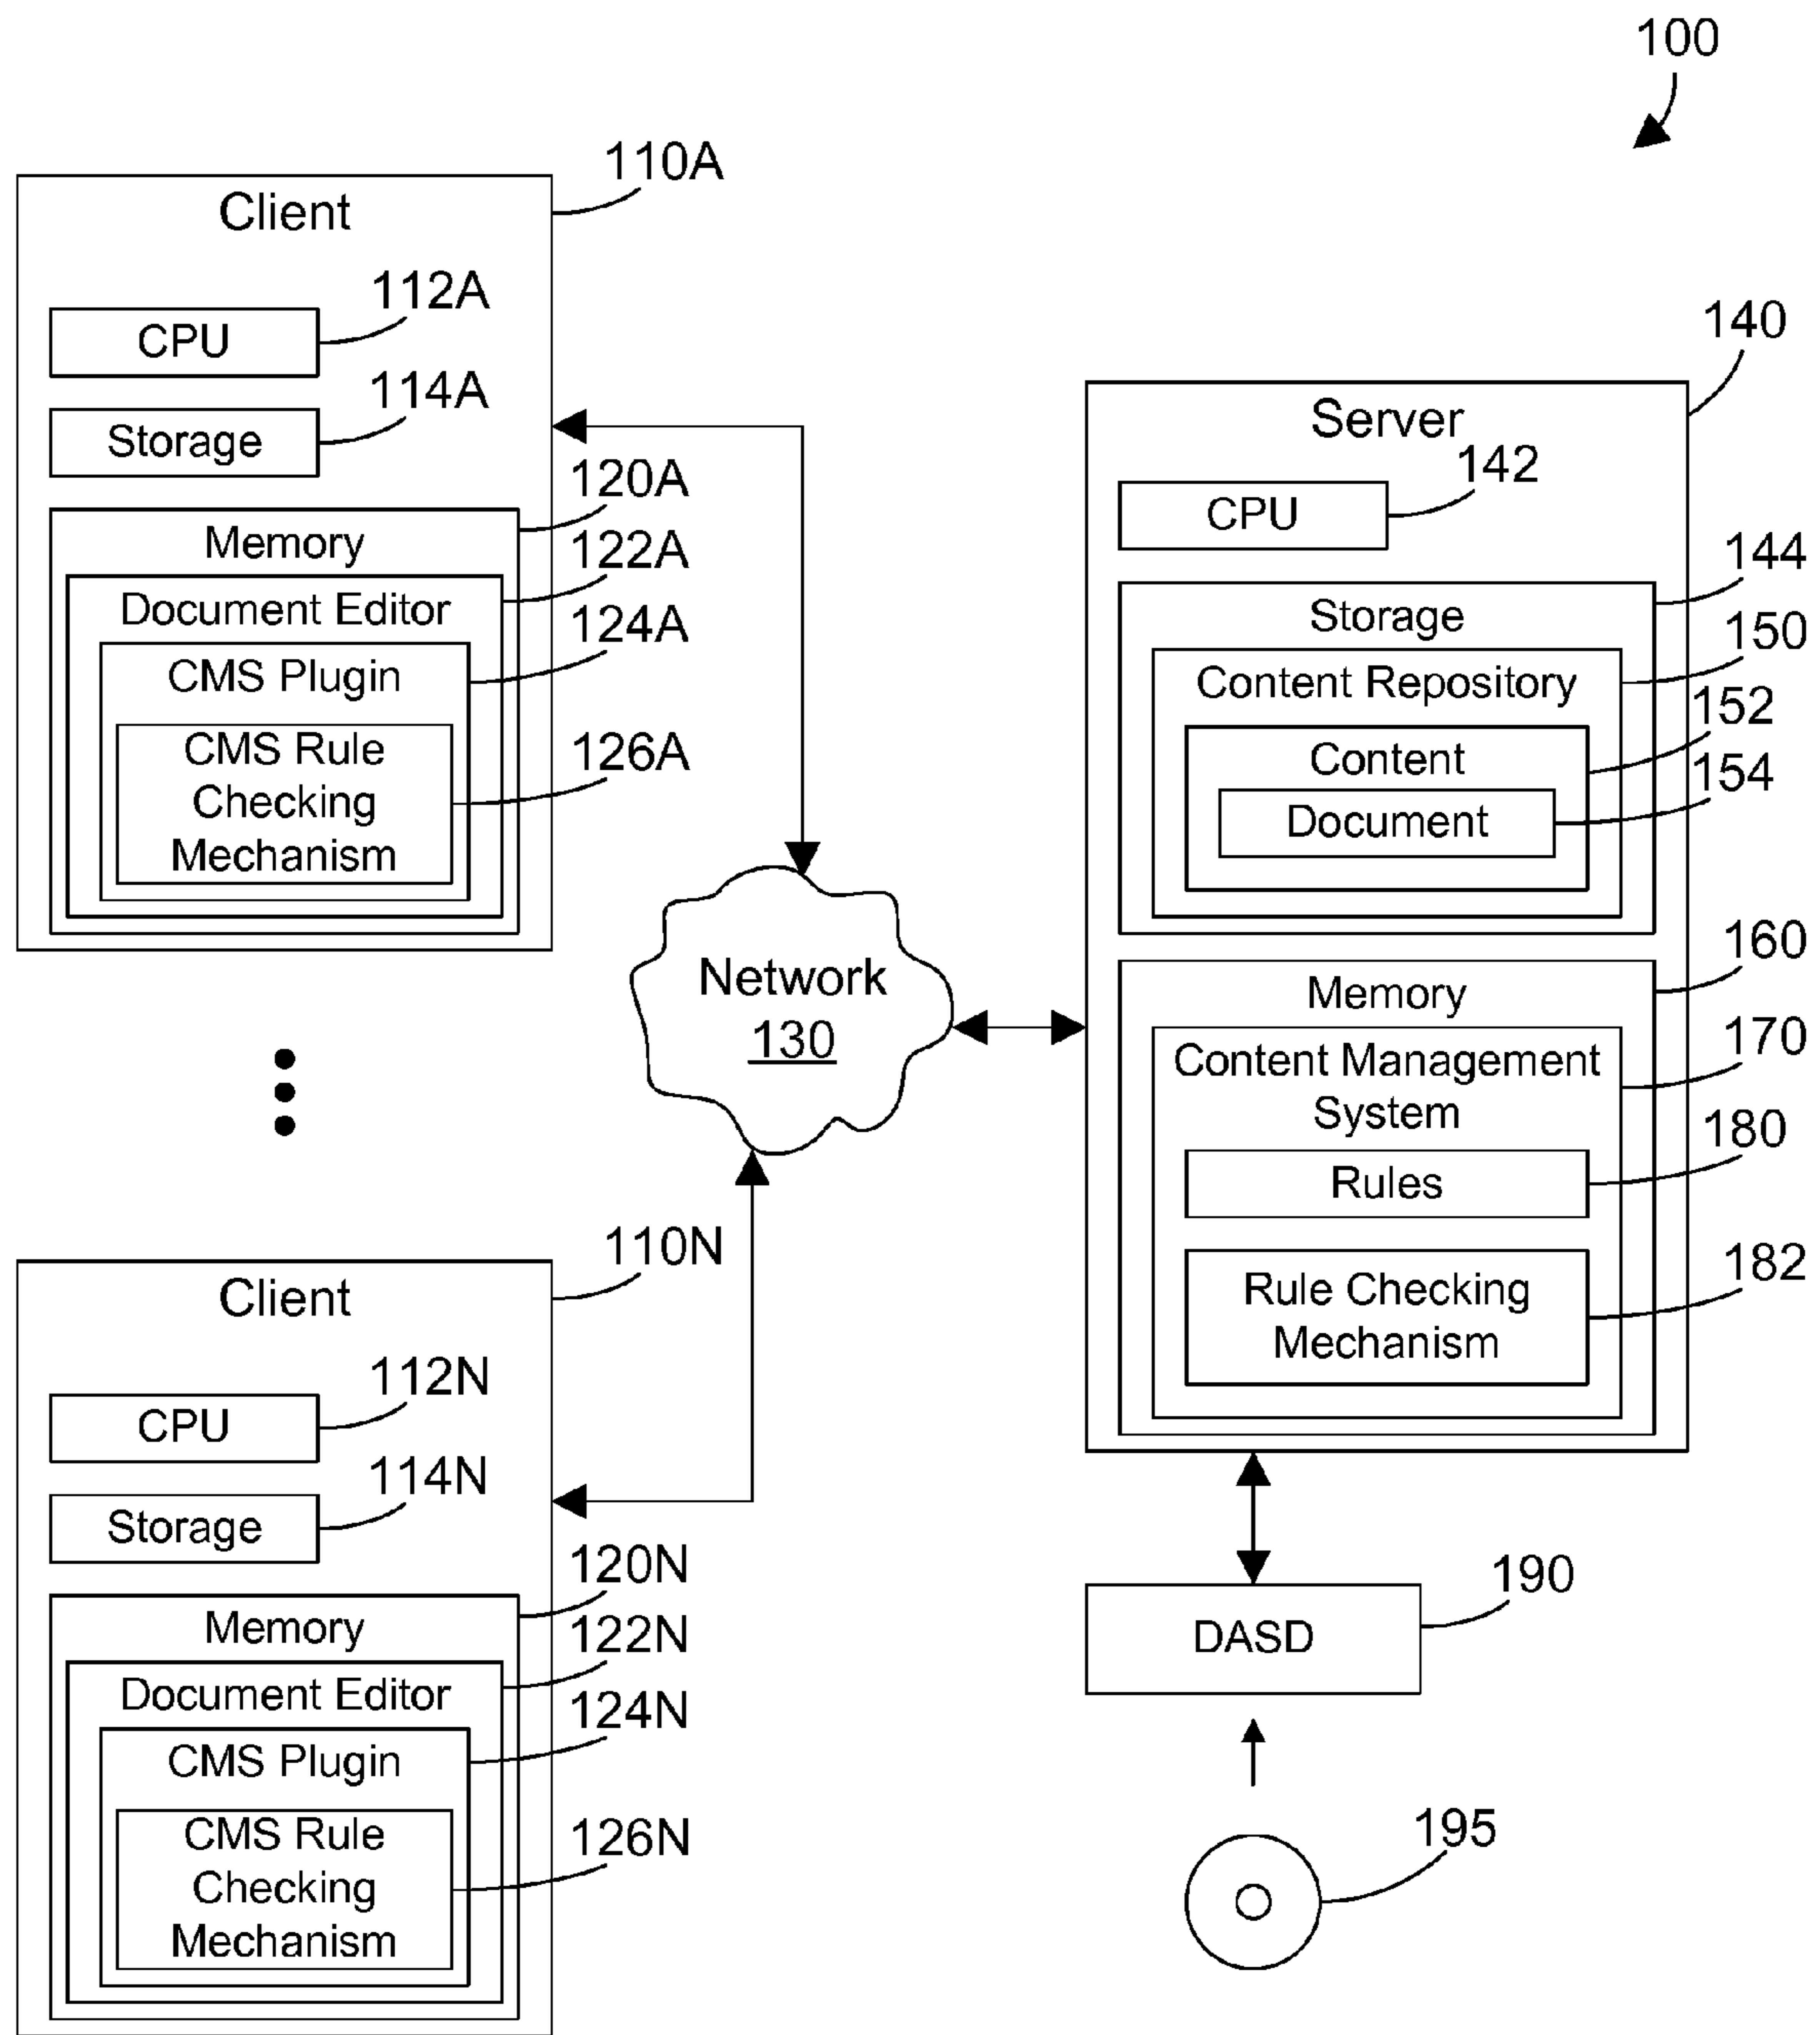 100
110A
Client
112A
CPU
114A
Storage
120A
Memory
122A
Document Editor
124A
CMS Plugin
CMS Rule
Checking
Mechanism
126A
Network
130
110N
Client
112N
CPU
114N
Storage
120N
Memory
122N
Document Editor
124N
CMS Plugin
CMS Rule
Checking
Mechanism
126N
140
Server
142
CPU
144
Storage
150
Content Repository
152
Content
154
Document
160
Memory
170
Content Management
System
180
Rules
182
Rule Checking
Mechanism
190
DASD
195